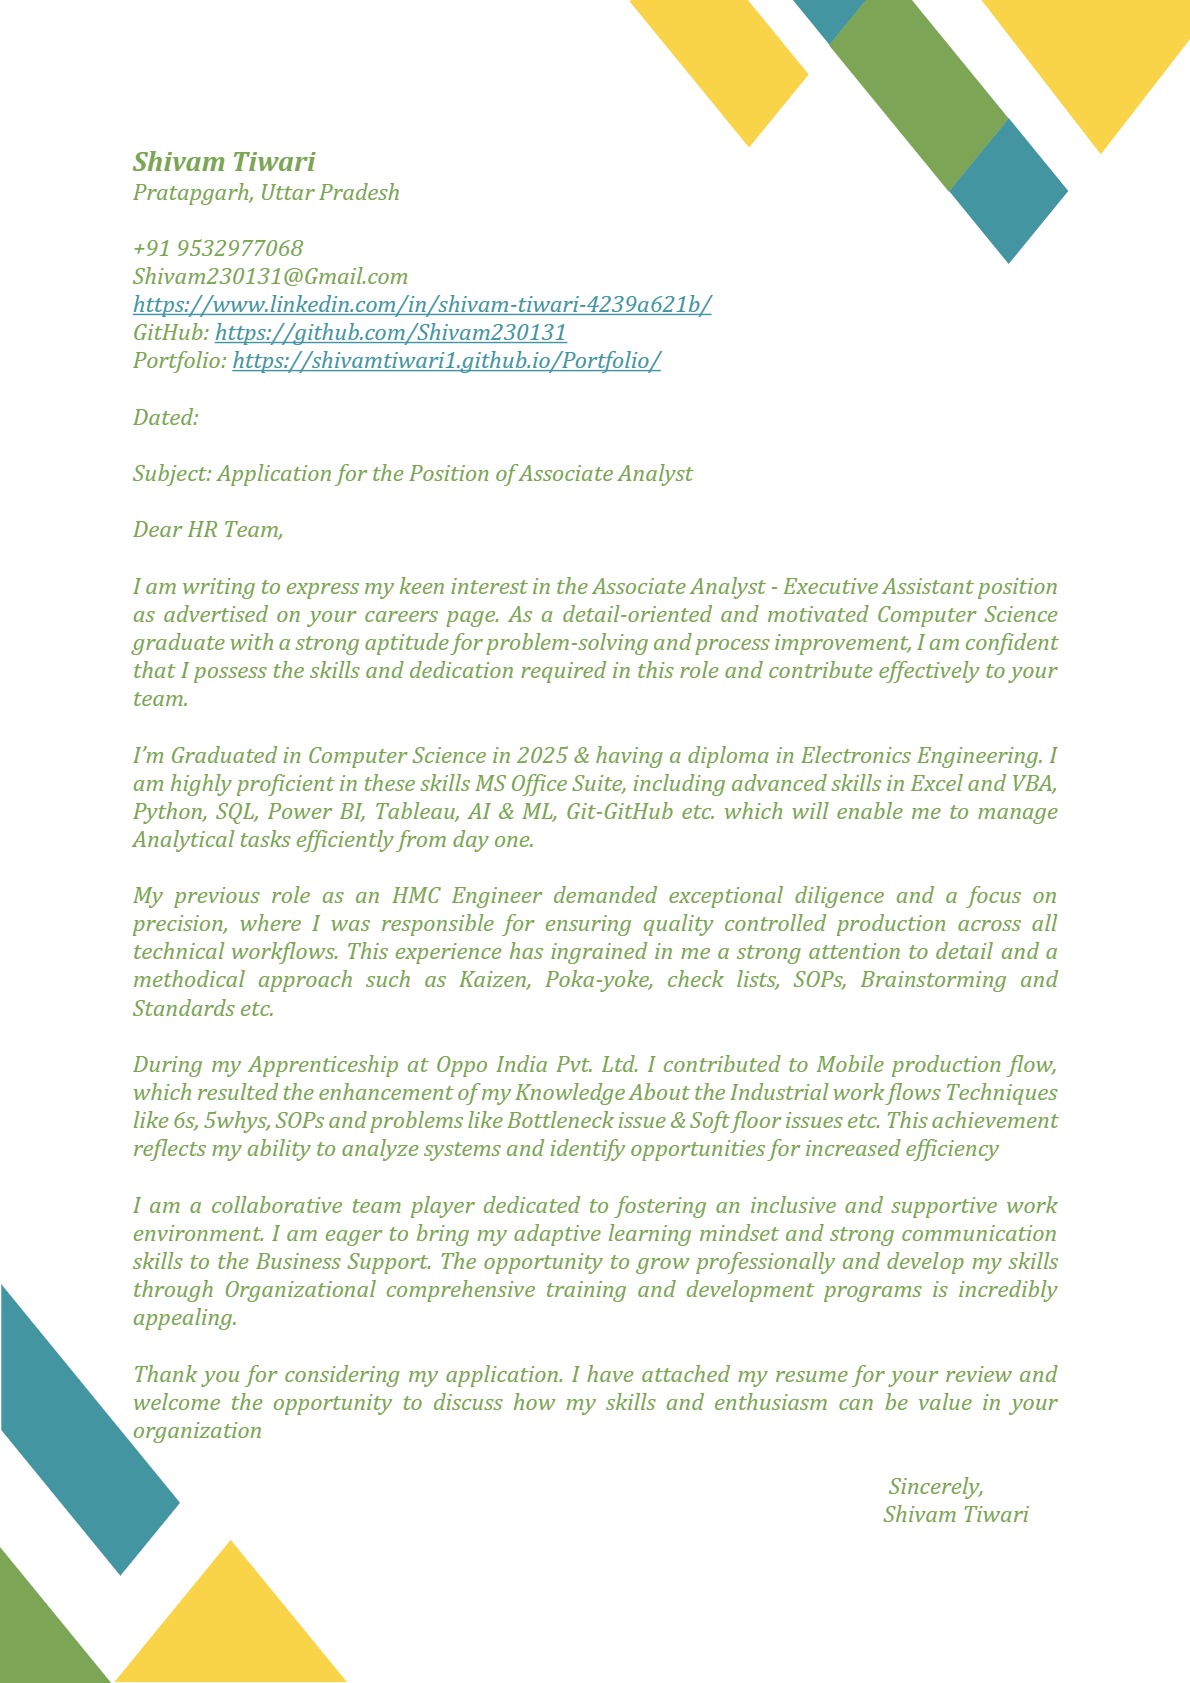 Shivam Tiwari
Pratapgarh, Uttar Pradesh
+91 9532977068
Shivam230131@Gmail.com
https://www.linkedin.com/in/shivam-tiwari-4239a621b/
GitHub: https://github.com/Shivam230131
Portfolio: https://shivamtiwari1.github.io/Portfolio/
Dated:
Subject: Application for the Position of Associate Analyst
Dear HR Team,
I am writing to express my keen interest in the Associate Analyst - Executive Assistant position
as advertised on your careers page. As a detail-oriented and motivated Computer Science
graduate with a strong aptitude for problem-solving and process improvement, I am confident
that I possess the skills and dedication required in this role and contribute effectively to your
team.
I’m Graduated in Computer Science in 2025 & having a diploma in Electronics Engineering. I
am highly proficient in these skills MS Office Suite, including advanced skills in Excel and VBA,
Python, SQL, Power BI, Tableau, AI & ML, Git-GitHub etc. which will enable me to manage
Analytical tasks efficiently from day one.
My previous role as an HMC Engineer demanded exceptional diligence and a focus on
precision, where I was responsible for ensuring quality controlled production across all
technical workflows. This experience has ingrained in me a strong attention to detail and a
methodical approach such as Kaizen, Poka-yoke, check lists, SOPs, Brainstorming and
Standards etc.
During my Apprenticeship at Oppo India Pvt. Ltd. I contributed to Mobile production flow,
which resulted the enhancement of my Knowledge About the Industrial work flows Techniques
like 6s, 5whys, SOPs and problems like Bottleneck issue & Soft floor issues etc. This achievement
reflects my ability to analyze systems and identify opportunities for increased efficiency
I am a collaborative team player dedicated to fostering an inclusive and supportive work
environment. I am eager to bring my adaptive learning mindset and strong communication
skills to the Business Support. The opportunity to grow professionally and develop my skills
through Organizational comprehensive training and development programs is incredibly
appealing.
Thank you for considering my application. I have attached my resume for your review and
welcome the opportunity to discuss how my skills and enthusiasm can be value in your
organization
Sincerely,
Shivam Tiwari